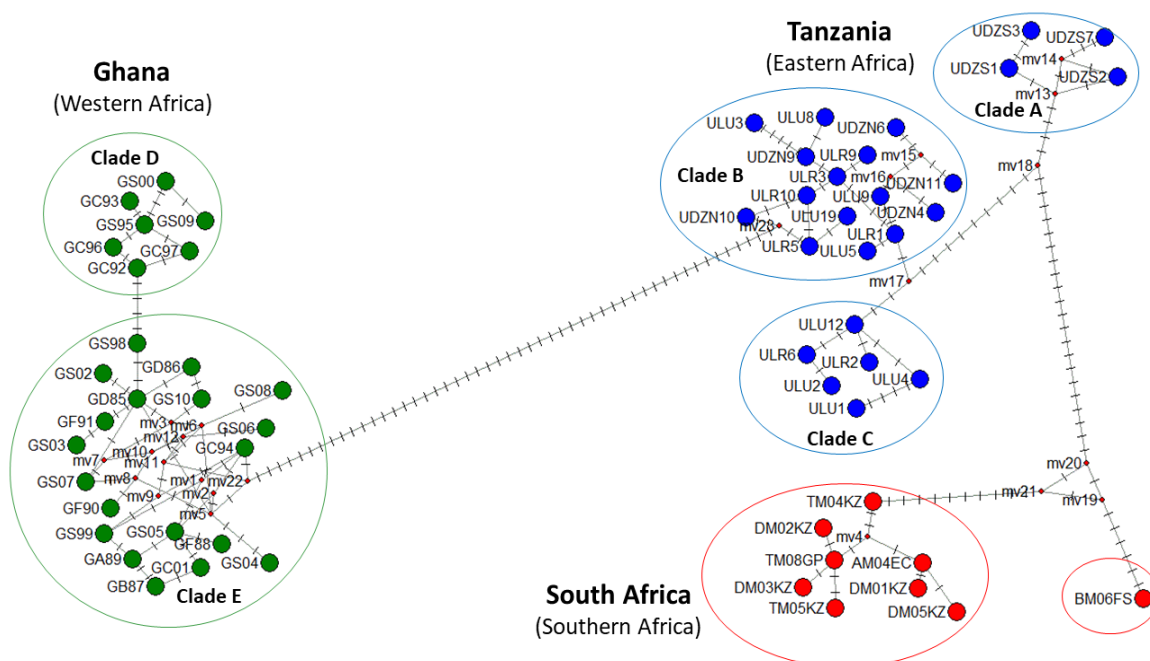 Ghana
(Western Africa)
Clade D
GS00
GC93
GS95
GS09
GC96
GC97
GC92
GS98
GS02
GD86
GD85
GS10
GS08
GF91
mv3
mv6
GS06
mv12
GS03
GC94
mv10
mv7
mv11
GS07
mv8
mv1
mv22
mv9
mv2
GF90
mv5
GS99
GS05
GF88
GA89
GS04
GC01
GB87
Clade E
Tanzania
(Eastern Africa)
UDZS3
UDZS7
mv14
UDZS1
UDZS2
mv13
Clade A
ULU3
ULU8
UDZN6
UDZN9
ULR9
mv15
mv18
Clade B
ULR3
mv16
UDZN11
ULR10
ULU9
UDZN10
ULU19
UDZN4
mv28
ULR1
ULR5
ULU5
mv17
ULU12
ULR6
ULR2
ULU2
ULU4
ULU1
Clade C
mv20
mv21
mv19
TM04KZ
DM02KZ
mv4
TM08GP
AM04EC
DM03KZ
DM01KZ
TM05KZ
DM05KZ
BM06FS
South Africa
(Southern Africa)